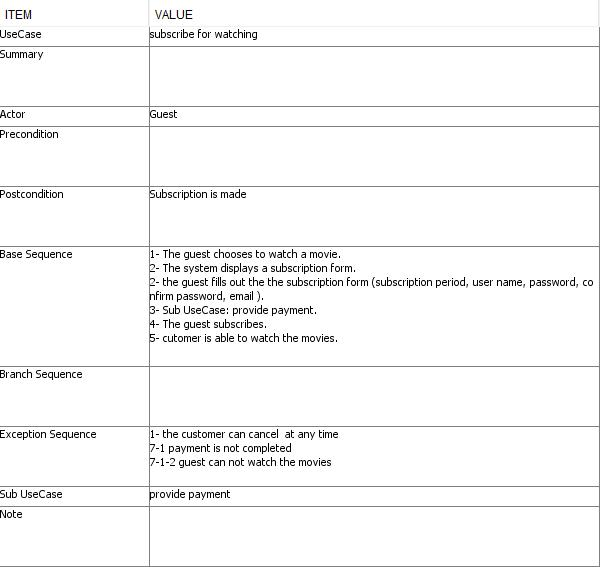 ITEM VALUE
UseCase subscribe for watching
Summary
Actor Guest
Precondition
Postcondition Subscription is made
Base Sequence 1- The guest chooses to watch a movie.
2- The system displays a subscription form.
2- the guest fills out the the subscription form (subscription period, user name, password, co
nfirm password, email ).
3- Sub UseCase: provide payment.
4- The guest subscribes.
5- cutomer is able to watch the movies.
Branch Sequence
Exception Sequence 1- the customer can cancel at any time
7-1 payment is not completed
7-1-2 guest can not watch the movies
Sub UseCase provide payment
Note